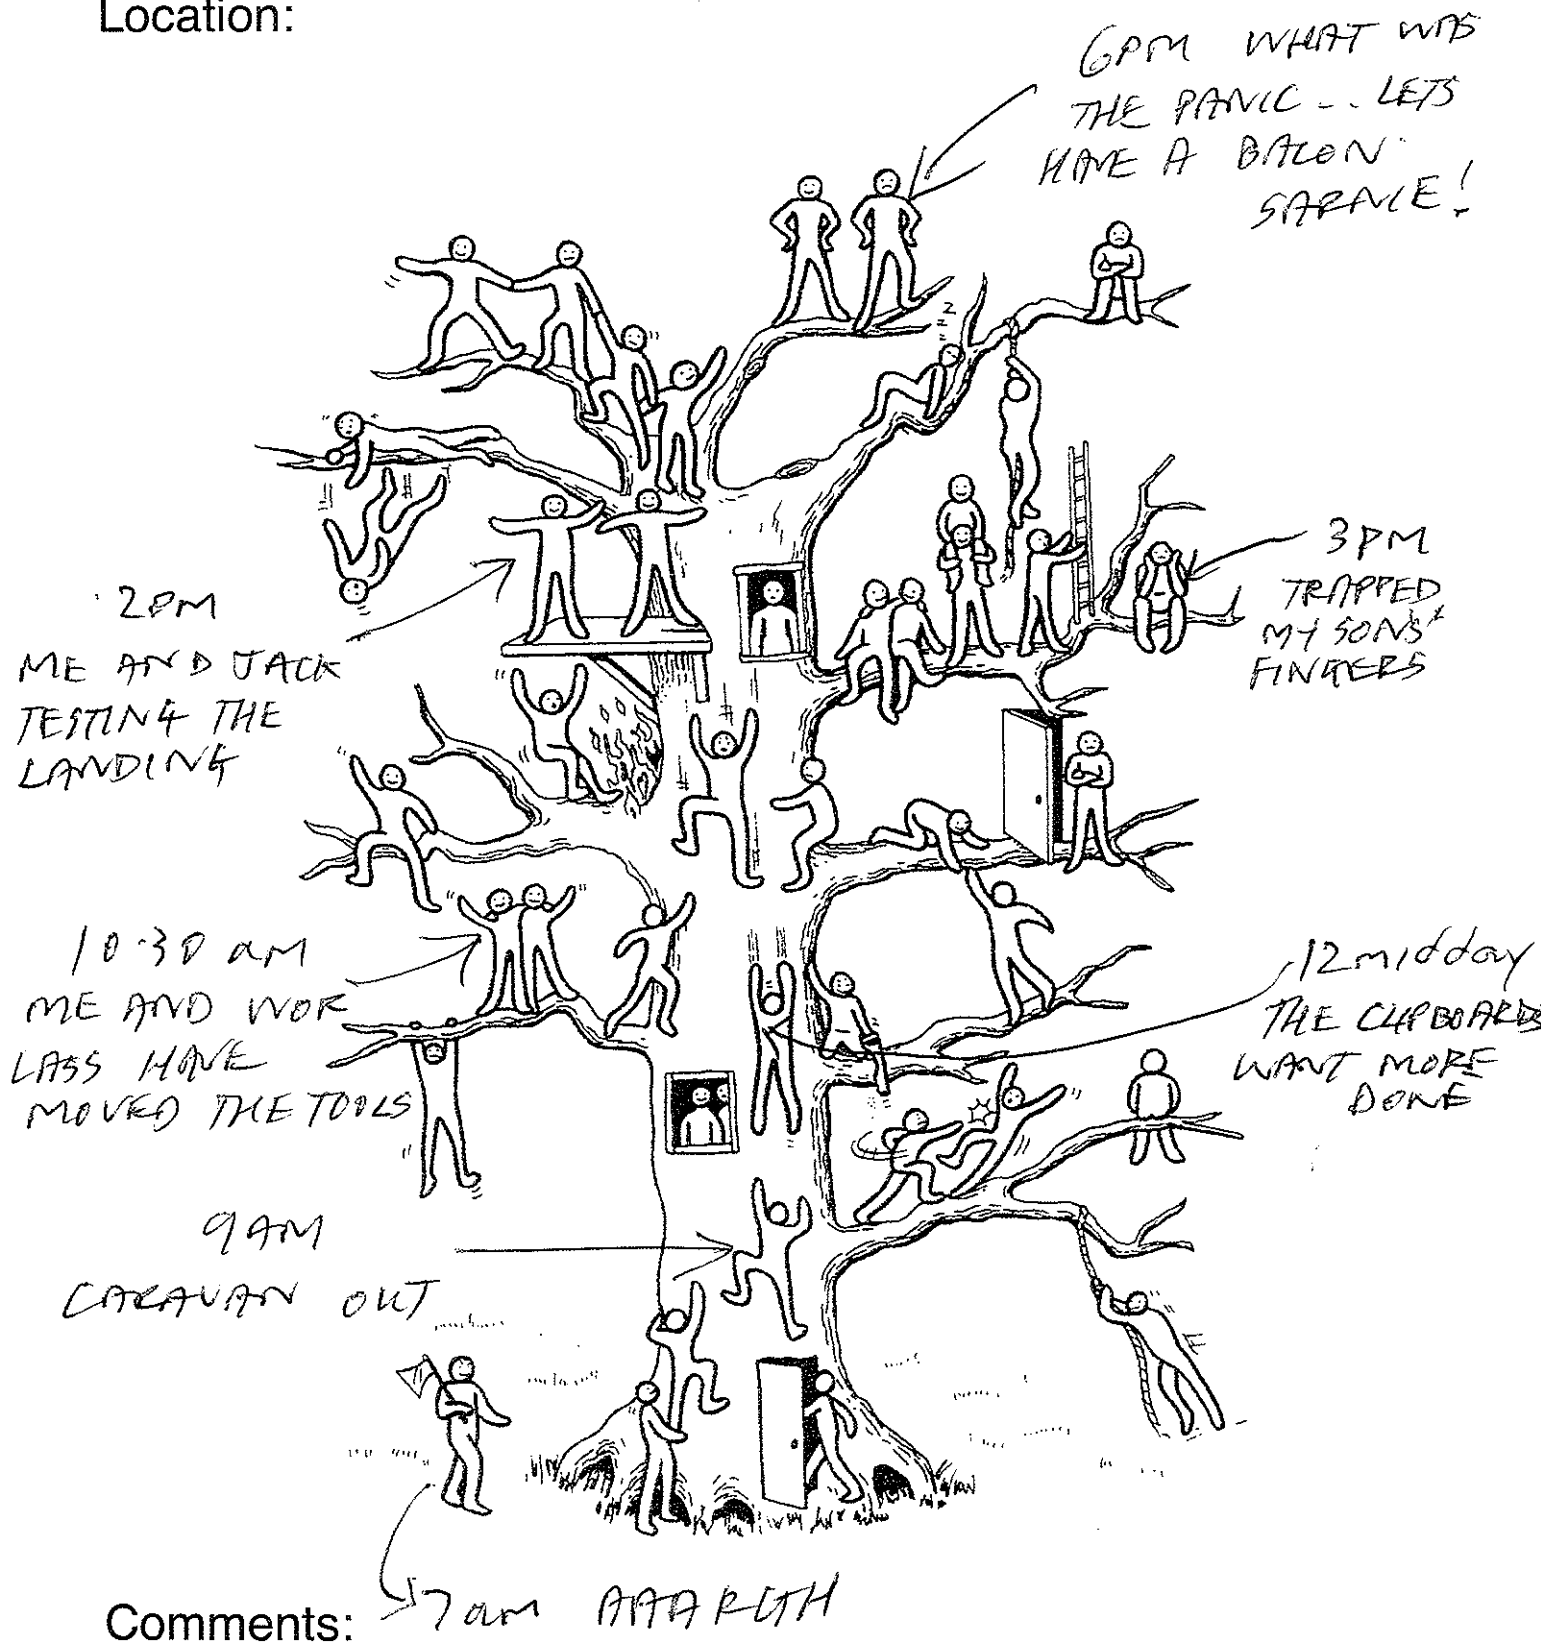 Location:
6PM WHAT WAS
THE PANIC -- LETS
HAVE A BACON
SARNIE!
2PM
ME AND JACK
TESTING THE
LANDING
3PM
TRAPPED
MY SONS'
FINGERS
10.30 am
ME AND WOR
LASS HAVE
MOVED THE TOOLS
12 midday
THE CLIPBOARDS
WANT MORE
DONE
9AM
CARAVAN OUT
Comments: 7am AAARGH